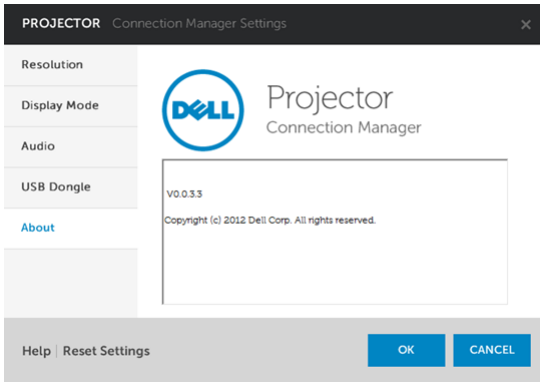 PROJECTOR Connection Manager Settings
Resolution
Display Mode
Audio
USB Dongle
About
DELL
Projector
Connection Manager
V0.0.3.3
Copyright (c) 2012 Dell Corp. All rights reserved.
Help | Reset Settings
OK
CANCEL